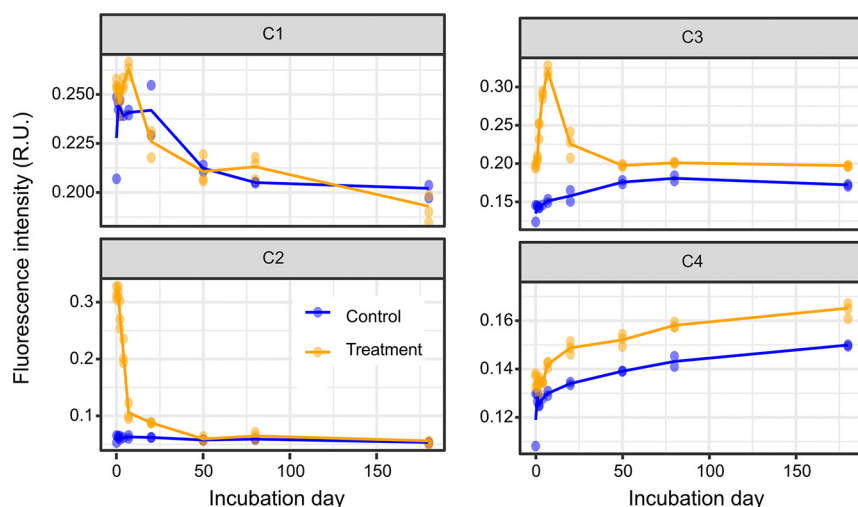 C1
0.250
0.225
0.200
C3
0.30
0.25
0.20
0.15
Fluorescence intensity (R.U.)
C2
0.3
0.2
0.1
Control
Treatment
0
50
100
150
Incubation day
C4
0.16
0.14
0.12
0
50
100
150
Incubation day